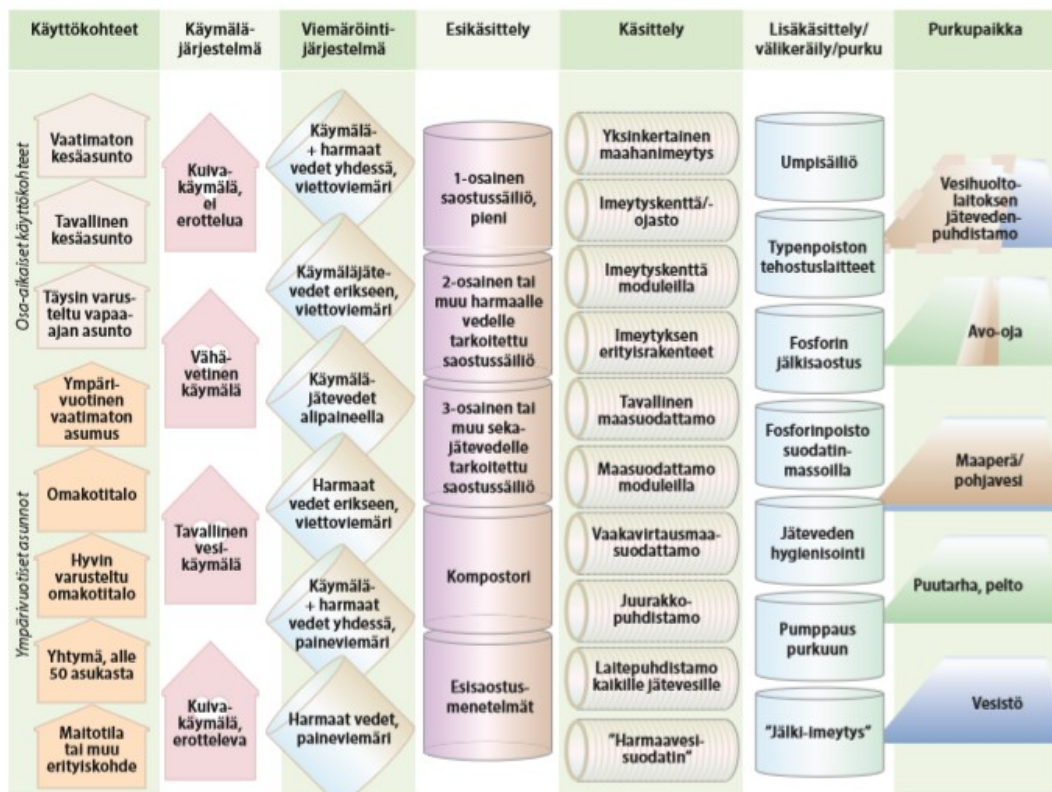 Käyttökohteet
Käymälä-
järjestelmä
Viemäröinti-
järjestelmä
Esikäsittely
Käsittely
Lisäkäsittely/
välikeräily/purku
Purkupaikka
Osa-aikaiset käyttökohteet
Vaatimaton
kesäasunto
Tavallinen
kesäasunto
Täysin varus-
teltu vapaa-
ajan asunto
Ympärivuotiset asunnot
Ympäri-
vuotinen
vaatimaton
asumus
Omakotitalo
Hyvin
varusteltu
omakotitalo
Yhtymä, alle
50 asukasta
Maitotila
tai muu
erityiskohde
Kuiva-
käymälä,
ei
erottelua
Vähä-
vetinen
käymälä
Tavallinen
vesi-
käymälä
Kuiva-
käymälä,
erotteleva
Käymälä-
+ harmaat
vedet yhdessä,
viettoviemäri
Käymäläjäte-
vedet erikseen,
viettoviemäri
Käymälä-
jätevedet
alipaineella
Harmaat
vedet erikseen,
viettoviemäri
Käymälä-
+ harmaat
vedet yhdessä,
paineviemäri
Harmaat vedet,
paineviemäri
1-osainen
saostussäiliö,
pieni
2-osainen tai
muu harmaalle
vedelle
tarkoitettu
saostussäiliö
3-osainen tai
muu seka-
jätevedelle
tarkoitettu
saostussäiliö
Kompostori
Esisaostus-
menetelmät
Yksinkertainen
maahanimeytys
Imeytyskenttä/-
ojasto
Imeytyskenttä
moduleilla
Imeytyksen
erityisrakenteet
Tavallinen
maasuodattamo
Maasuodattamo
moduleilla
Vaakavirtausmaa-
suodattamo
Juurakko-
puhdistamo
Laitepuhdistamo
kaikille jätevesille
"Harmaavesi-
suodatin"
Umpisäiliö
Typenpoiston
tehostuslaitteet
Fosforin
jälkisaostus
Fosforinpoisto
suodatin-
massoilla
Jäteveden
hygienisointi
Pumppaus
purkuun
"Jälki-imeytys"
Vesihuolto-
laitoksen
jäteveden-
puhdistamo
Avo-oja
Maaperä/
pohjavesi
Puutarha, pelto
Vesistö